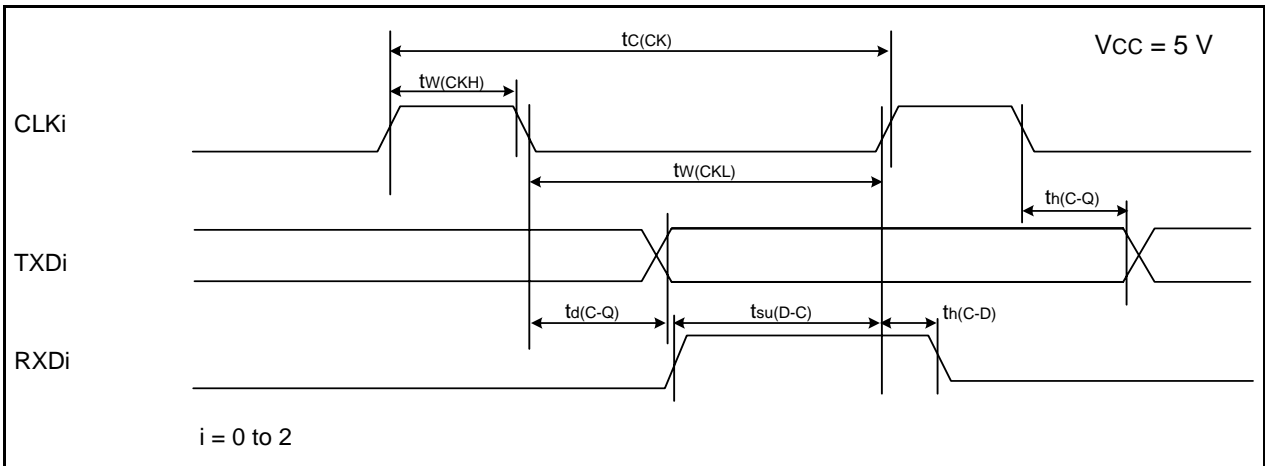 tC(CK)
VCC = 5 V
tW(CKH)
CLKi
tW(CKL)
th(C-Q)
TXDi
td(C-Q)
tsu(D-C)
th(C-D)
RXDi
i = 0 to 2